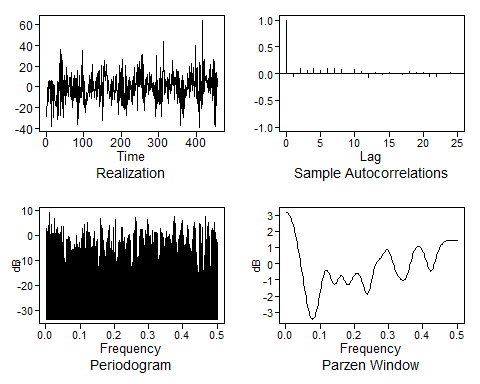 60
40
20
0
-20
-40
0 100 200 300 400
Time
Realization
1.0
0.5
0.0
-0.5
-1.0
0 5 10 15 20 25
Lag
Sample Autocorrelations
10
0
-10
-20
-30
dB
0.0 0.1 0.2 0.3 0.4 0.5
Frequency
Periodogram
3
2
1
0
-1
-2
-3
dB
0.0 0.1 0.2 0.3 0.4 0.5
Frequency
Parzen Window